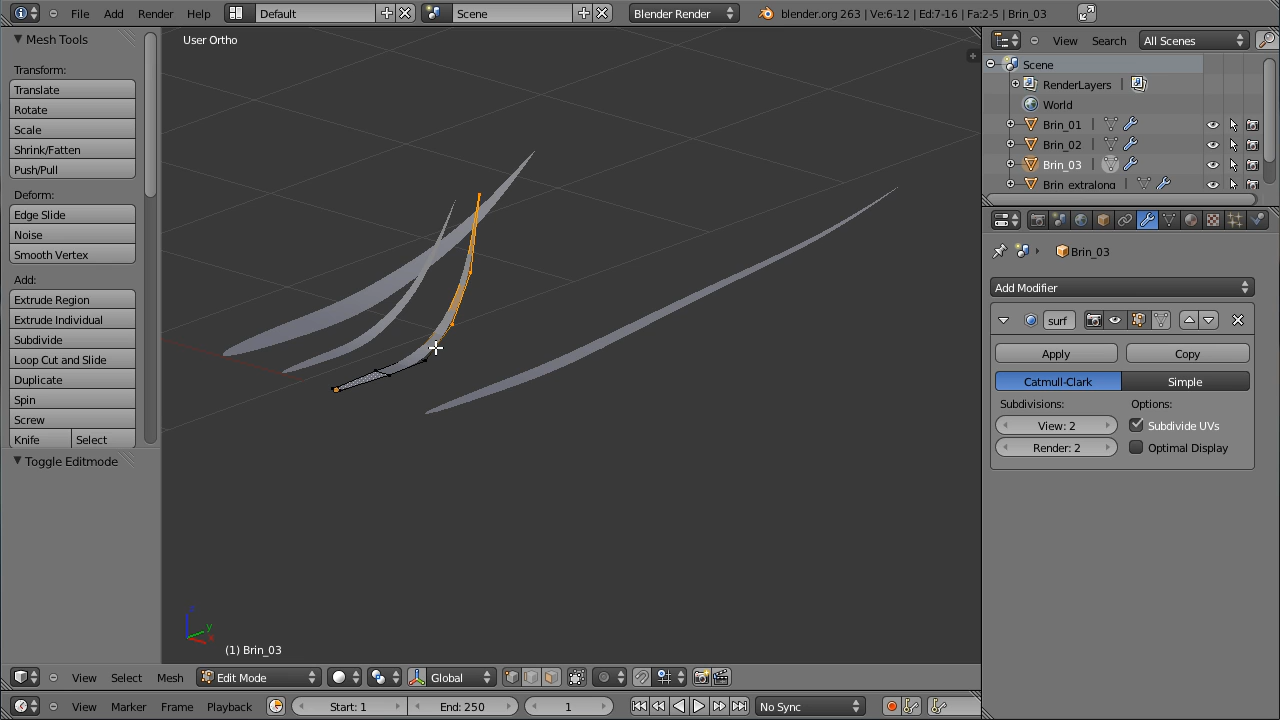 File Add Render Help Default Scene Blender Render blender.org 263 | Ve:6-12 | Ed:7-16 | Fa:2-5 | Brin_03
Mesh Tools
Transform:
Translate
Rotate
Scale
Shrink/Fatten
Push/Pull
Deform:
Edge Slide
Noise
Smooth Vertex
Add:
Extrude Region
Extrude Individual
Subdivide
Loop Cut and Slide
Duplicate
Spin
Screw
Knife Select
Toggle Editmode
User Ortho
y
x
(1) Brin_03
View Search All Scenes
Scene
RenderLayers |
World
Brin_01 |
Brin_02 |
Brin_03 |
Brin_extralong |
Brin_03
Add Modifier
surf
Apply Copy
Catmull-Clark Simple
Subdivisions: Options:
View: 2 Subdivide UVs
Render: 2 Optimal Display
View Select Mesh Edit Mode Global
View Marker Frame Playback Start: 1 End: 250 1 No Sync